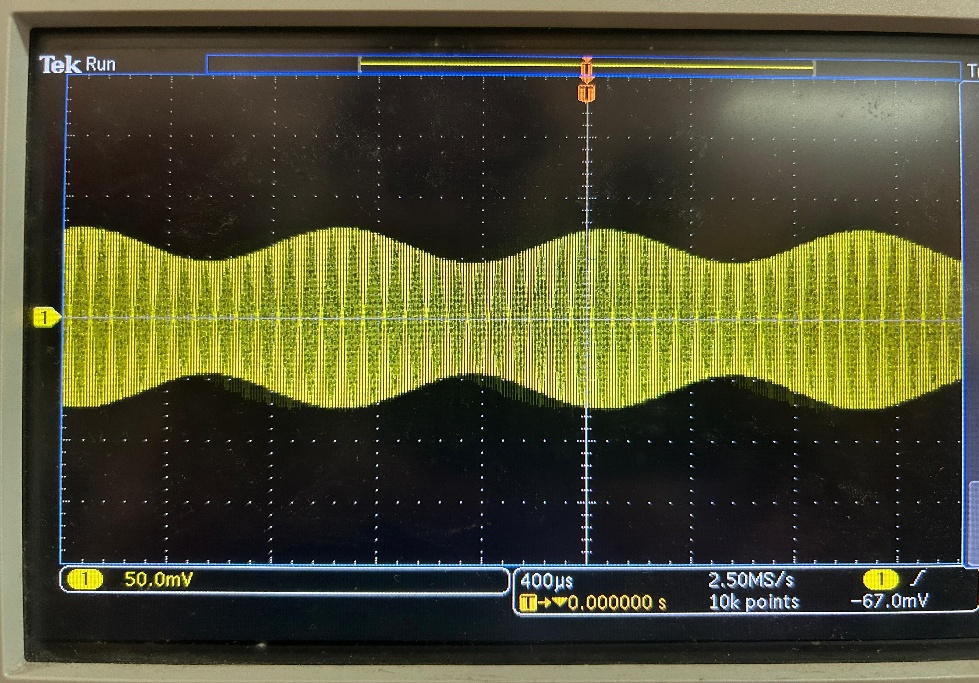 Tek Run
T
T
1
1 50.0mV
400µs 2.50MS/s 1
T→▼0.000000 s 10k points -67.0mV